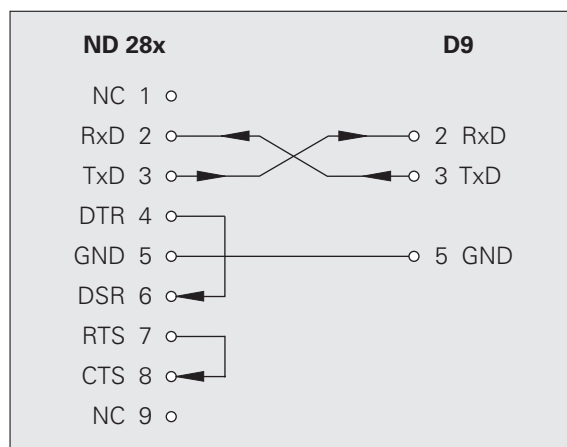 ND 28x D9
NC 1
RxD 2 2 RxD
TxD 3 3 TxD
DTR 4
GND 5 5 GND
DSR 6
RTS 7
CTS 8
NC 9